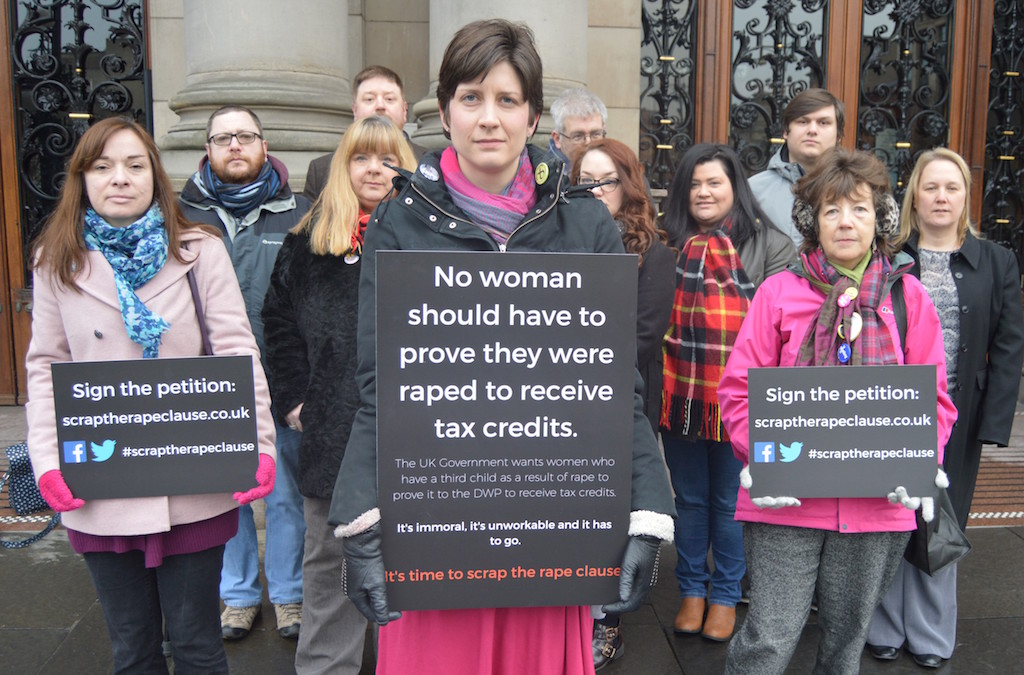 No woman
should have to
prove they were
raped to receive
tax credits.
The UK Government wants women who
have a third child as a result of rape to
prove it to the DWP to receive tax credits.
It's immoral, it's unworkable and it has
to go.
It's time to scrap the rape clause
Sign the petition:
scraptherapeclause.co.uk
#scraptherapeclause
Sign the petition:
scraptherapeclause.co.uk
#scraptherapeclause